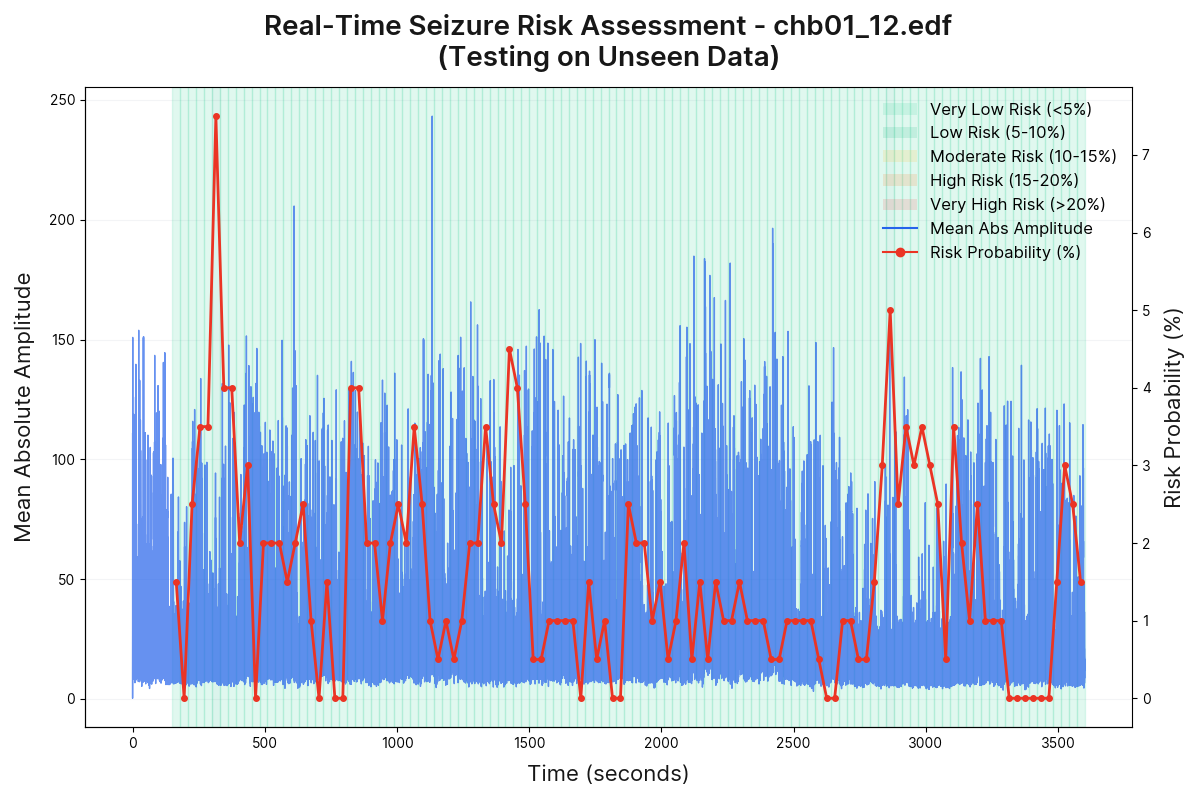 Real-Time Seizure Risk Assessment - chb01_12.edf
(Testing on Unseen Data)
Mean Absolute Amplitude
250
200
150
100
50
0
Very Low Risk (<5%)
Low Risk (5-10%)
Moderate Risk (10-15%)
High Risk (15-20%)
Very High Risk (>20%)
Mean Abs Amplitude
Risk Probability (%)
7
6
5
4
3
2
1
0
Risk Probability (%)
0
500
1000
1500
2000
2500
3000
3500
Time (seconds)